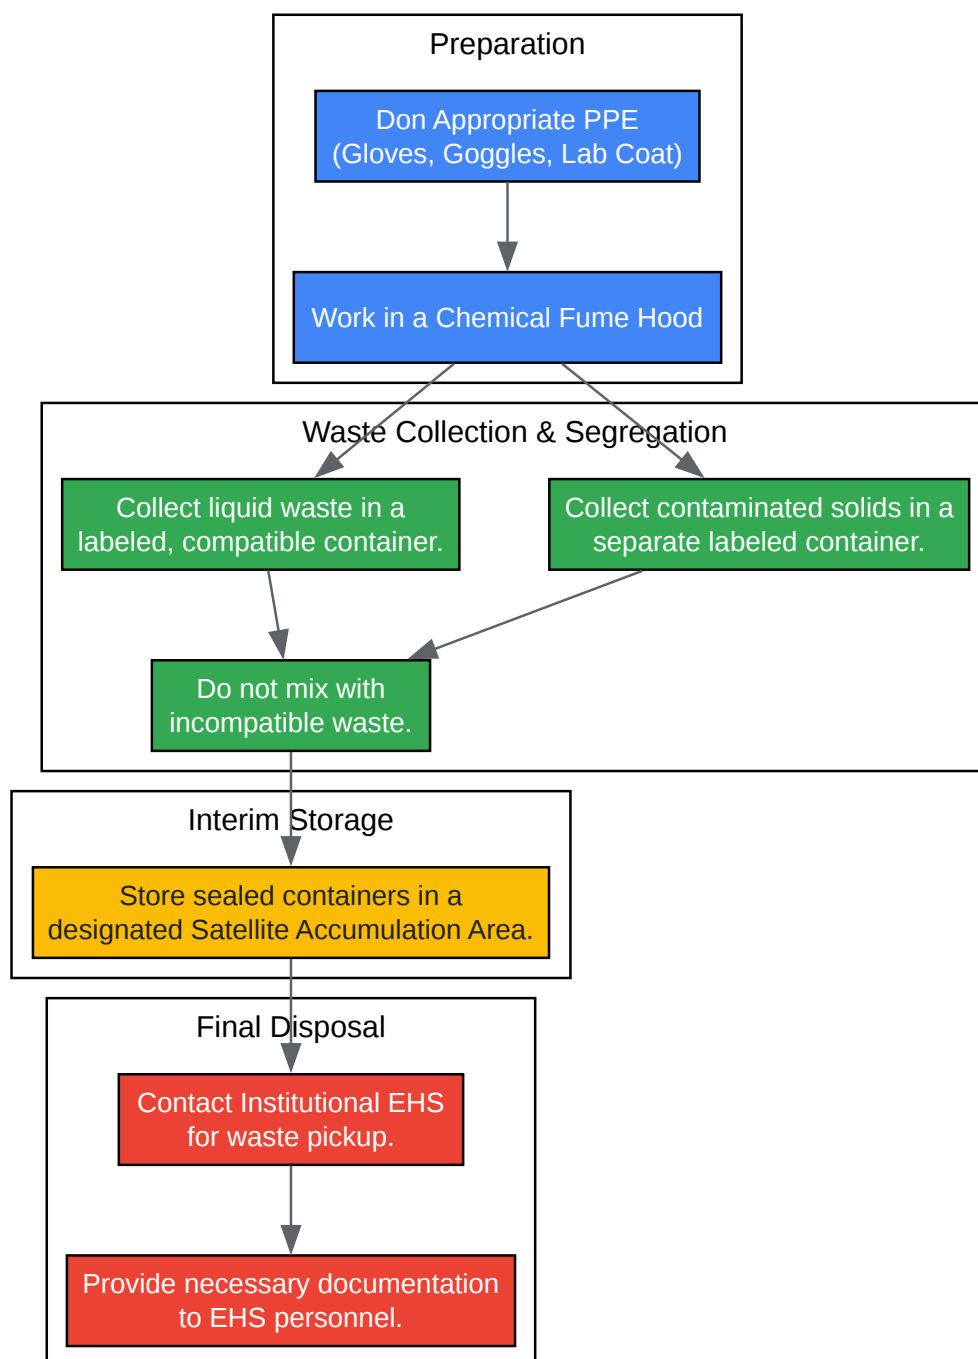 Preparation
Don Appropriate PPE
(Gloves, Goggles, Lab Coat)
Work in a Chemical Fume Hood
Waste Collection & Segregation
Collect liquid waste in a
labeled, compatible container.
Collect contaminated solids in a
separate labeled container.
Do not mix with
incompatible waste.
Interim Storage
Store sealed containers in a
designated Satellite Accumulation Area.
Final Disposal
Contact Institutional EHS
for waste pickup.
Provide necessary documentation
to EHS personnel.